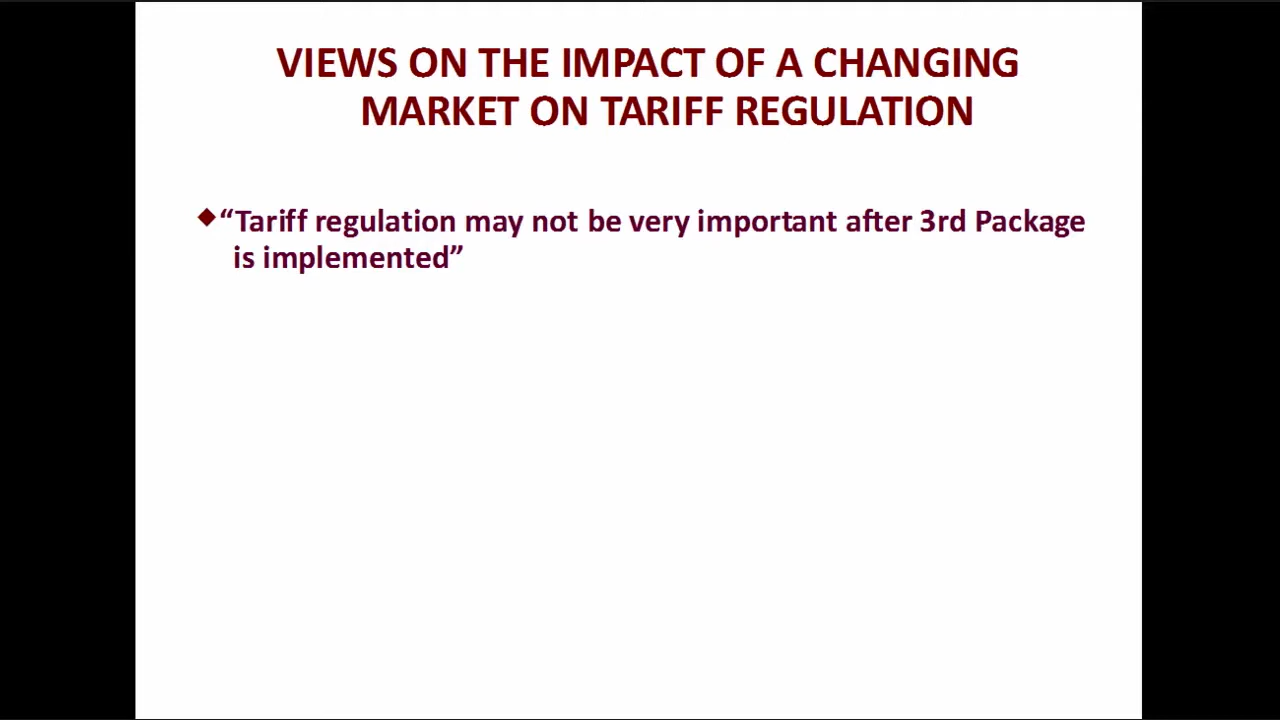 VIEWS ON THE IMPACT OF A CHANGING
MARKET ON TARIFF REGULATION
◆“Tariff regulation may not be very important after 3rd Package
is implemented”